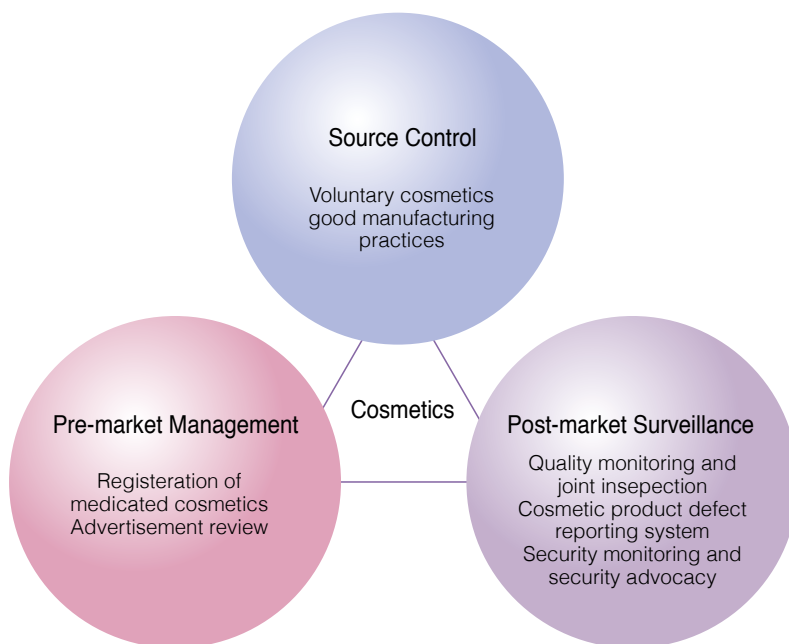 Source Control
Voluntary cosmetics
good manufacturing
practices
Cosmetics
Pre-market Management
Registeration of
medicated cosmetics
Advertisement review
Post-market Surveillance
Quality monitoring and
joint insepection
Cosmetic product defect
reporting system
Security monitoring and
security advocacy